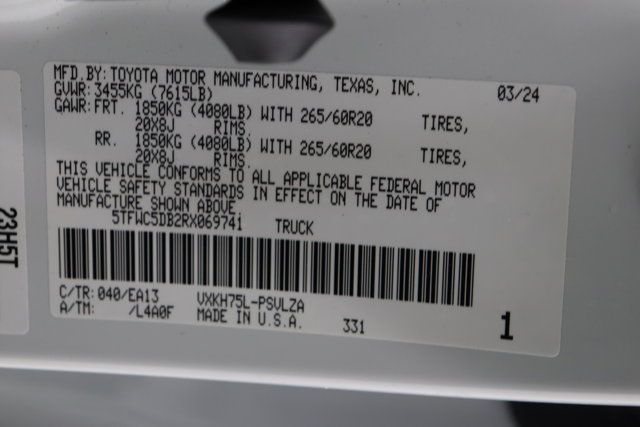 MFD.BY: TOYOTA MOTOR MANUFACTURING, TEXAS, INC. 03/24
GVWR: 3455KG (7615LB)
GAWR: FRT. 1850KG (4080LB) WITH 265/60R20 TIRES,
20X8J RIMS.
RR. 1850KG (4080LB) WITH 265/60R20 TIRES,
20X8J RIMS.
THIS VEHICLE CONFORMS TO ALL APPLICABLE FEDERAL MOTOR
VEHICLE SAFETY STANDARDS IN EFFECT ON THE DATE OF
MANUFACTURE SHOWN ABOVE.
5TFWC5DB2RX069741 TRUCK
C/TR: 040/EA13 VXKH75L-PSVLZA
A/TM: /L4A0F MADE IN U.S.A. 331 1
23H5T